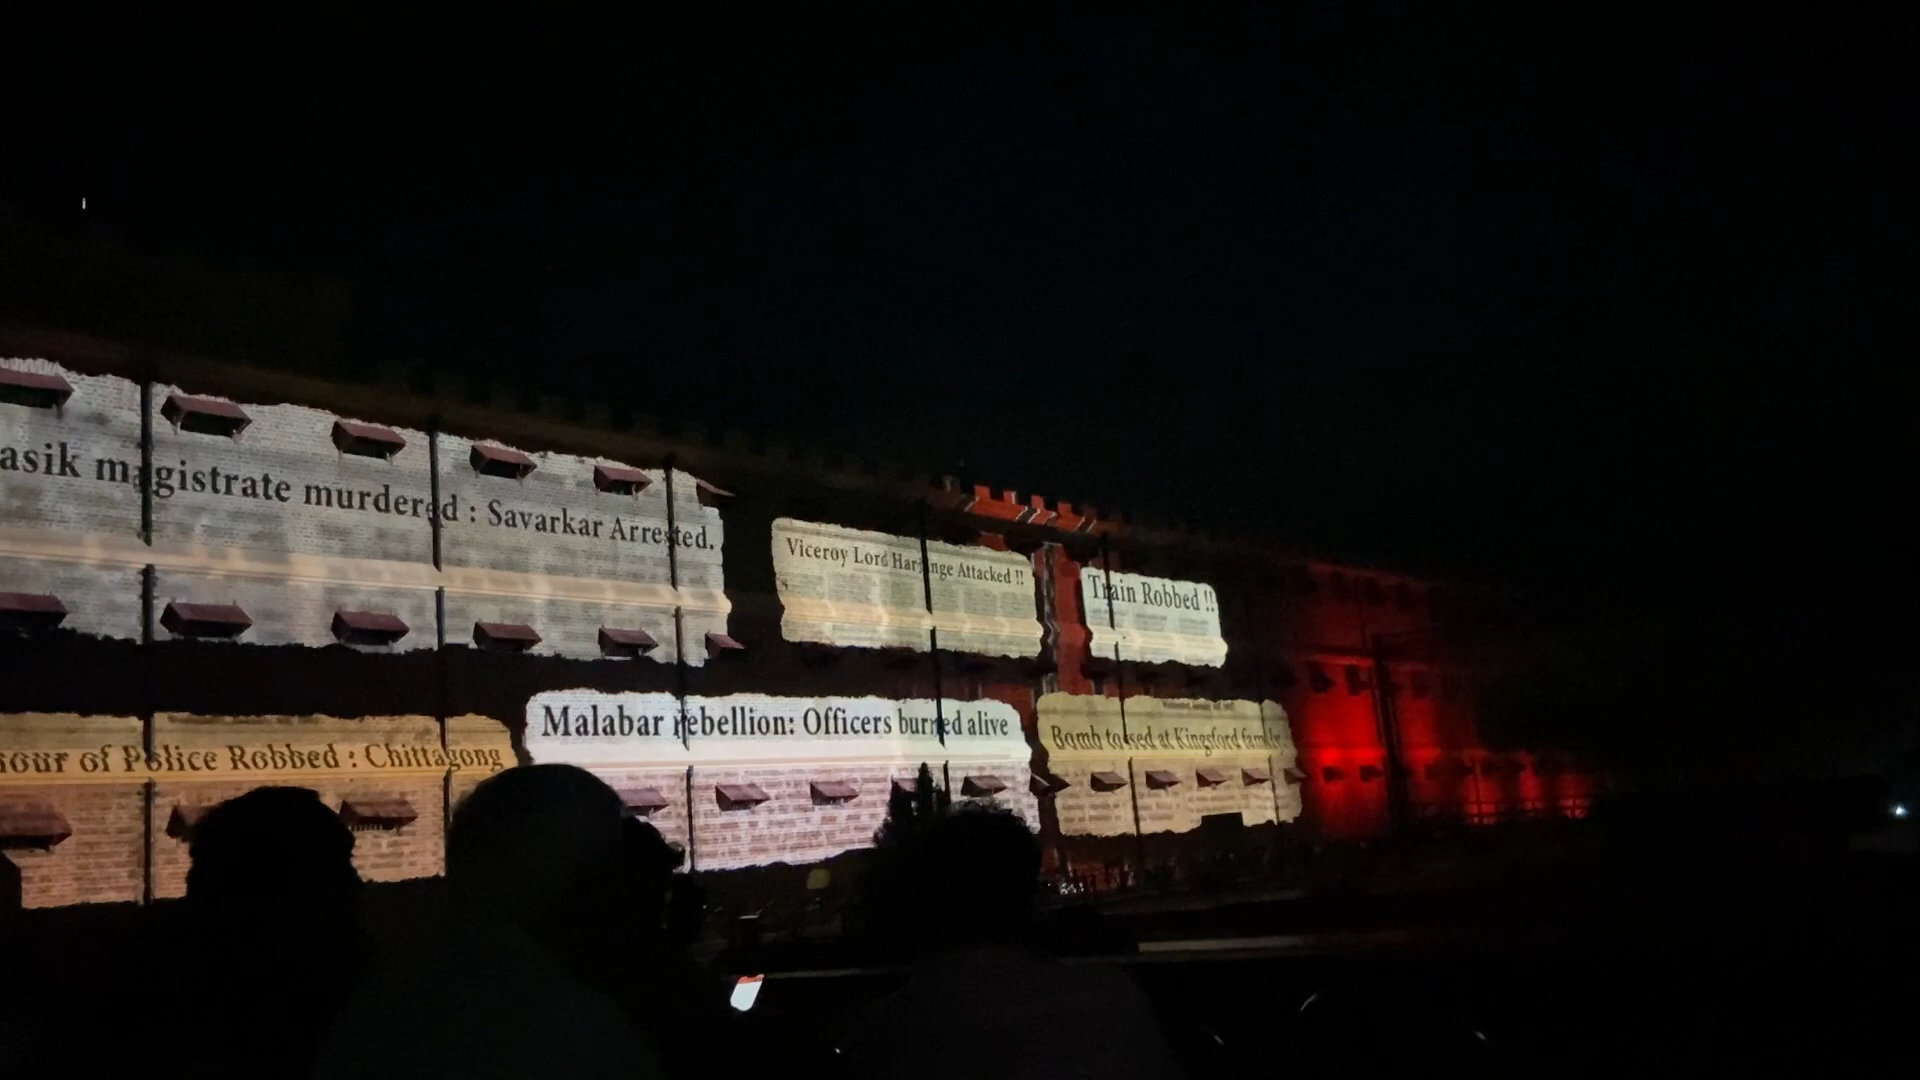 asik magistrate murdered : Savarkar Arrested.
Viceroy Lord Hardinge Attacked !!
Train Robbed !!
of Police Robbed : Chittagong
Malabar rebellion: Officers burned alive
Bomb tossed at Kingsford family